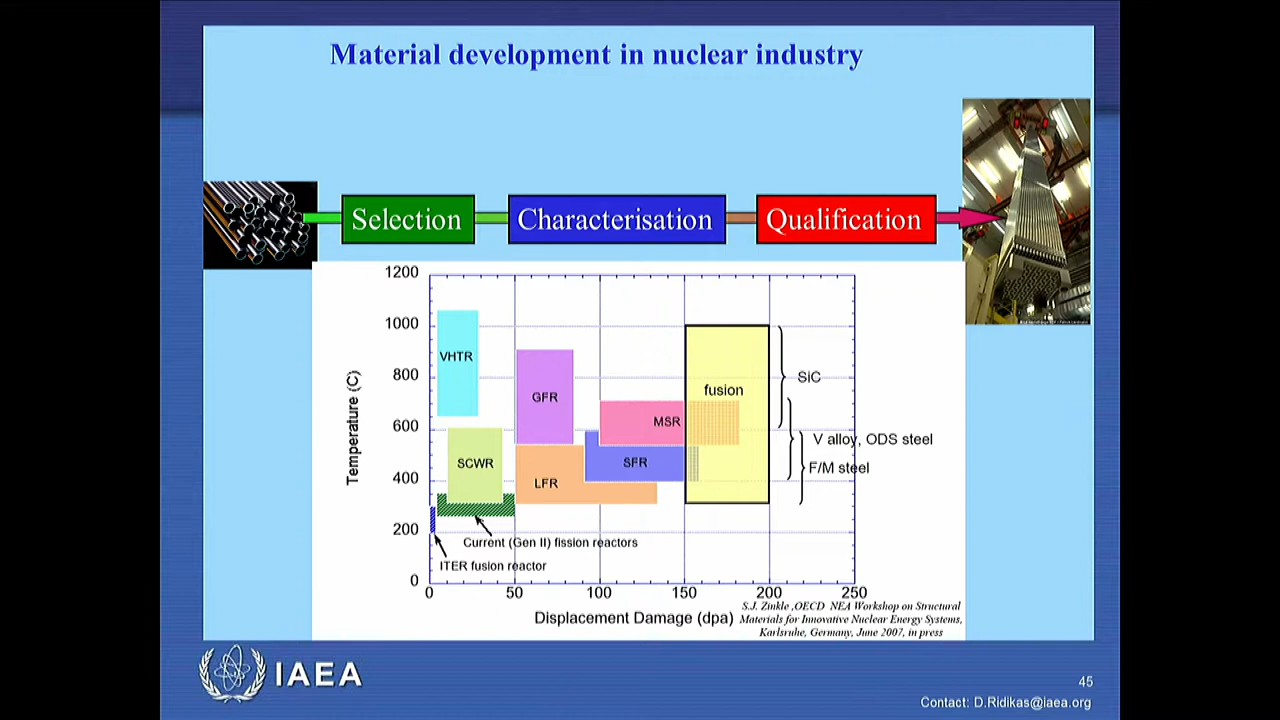 Material development in nuclear industry
Selection
Characterisation
Qualification
1200
1000
800
600
400
200
0
Temperature (C)
VHTR
GFR
fusion
SiC
MSR
V alloy, ODS steel
SCWR
SFR
F/M steel
LFR
Current (Gen II) fission reactors
ITER fusion reactor
0 50 100 150 200 250
Displacement Damage (dpa)
S.J. Zinkle ,OECD NEA Workshop on Structural
Materials for Innovative Nuclear Energy Systems,
Karlsruhe, Germany, June 2007, in press
IAEA
45
Contact: D.Ridikas@iaea.org